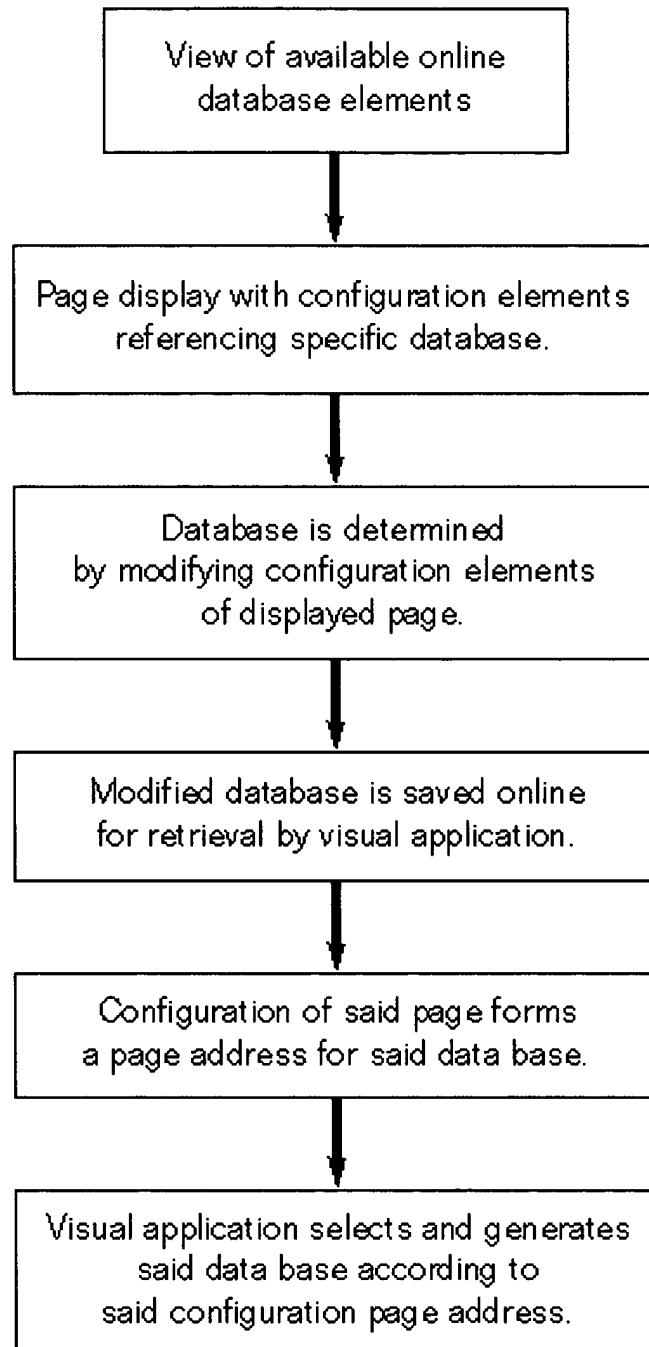 View of available online
database elements
Page display with configuration elements
referencing specific database.
Database is determined
by modifying configuration elements
of displayed page.
Modified database is saved online
for retrieval by visual application.
Configuration of said page forms
a page address for said data base.
Visual application selects and generates
said data base according to
said configuration page address.